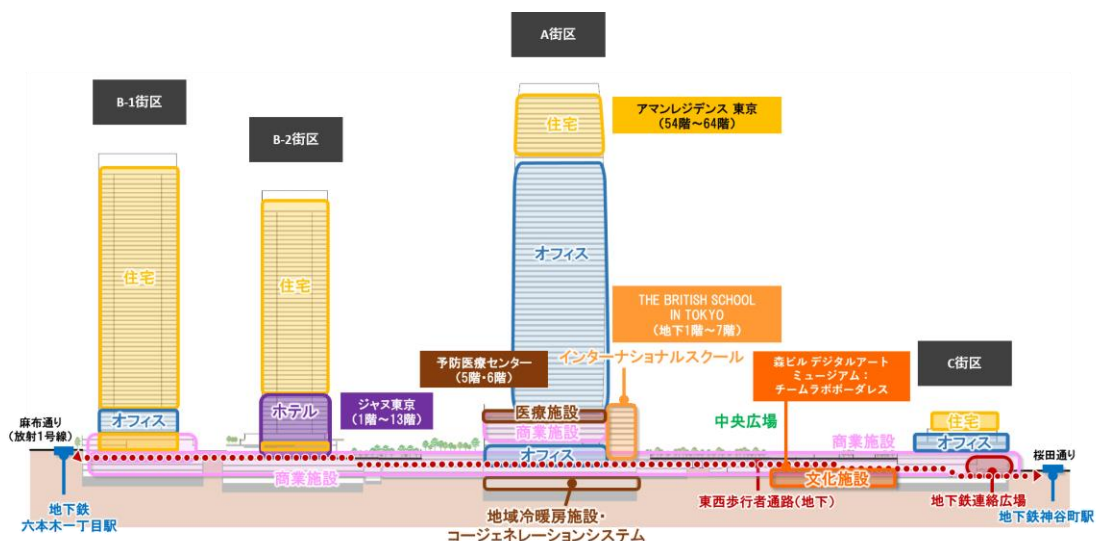 A街区
B-1街区
B-2街区
住宅
アマンレジデンス 東京
(54階~64階)
住宅
住宅
オフィス
THE BRITISH SCHOOL
IN TOKYO
(地下1階~7階)
インターナショナルスクール
予防医療センター
(5階・6階)
森ビル デジタルアート
ミュージアム:
チームラボボーダレス
C街区
麻布通り
(放射1号線)
オフィス
ホテル
ジャヌ東京
(1階~13階)
医療施設
商業施設
オフィス
中央広場
商業施設
住宅
オフィス
桜田通り
商業施設
文化施設
東西歩行者通路(地下)
地下鉄連絡広場
地下鉄
六本木一丁目駅
地下鉄神谷町駅
地域冷暖房施設・
コージェネレーションシステム